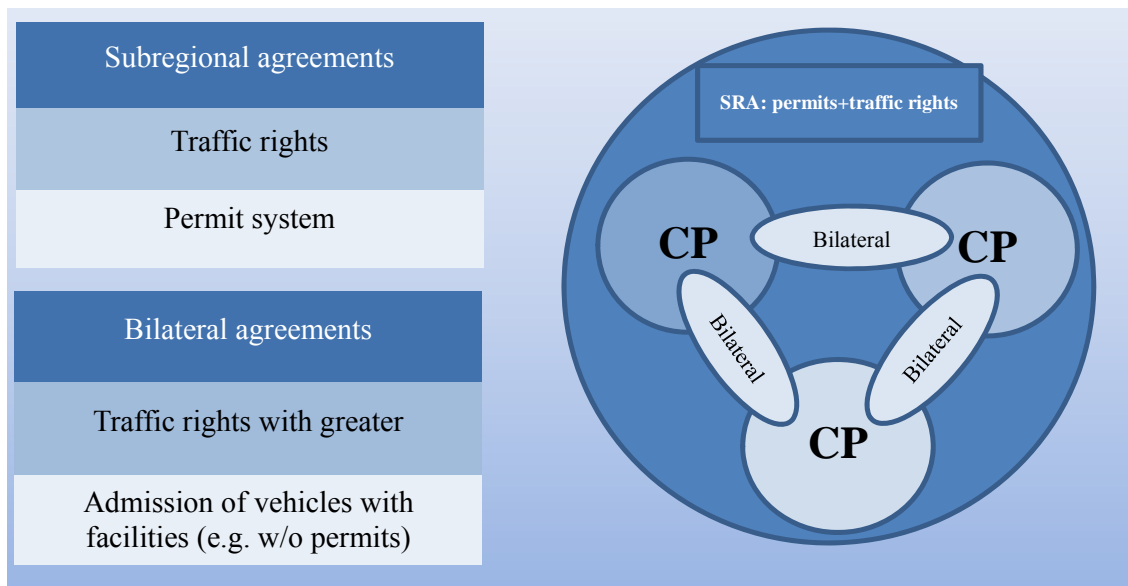 Subregional agreements
Traffic rights
Permit system
Bilateral agreements
Traffic rights with greater
Admission of vehicles with
facilities (e.g. w/o permits)
SRA: permits+traffic rights
CP
Bilateral
CP
Bilateral
Bilateral
CP